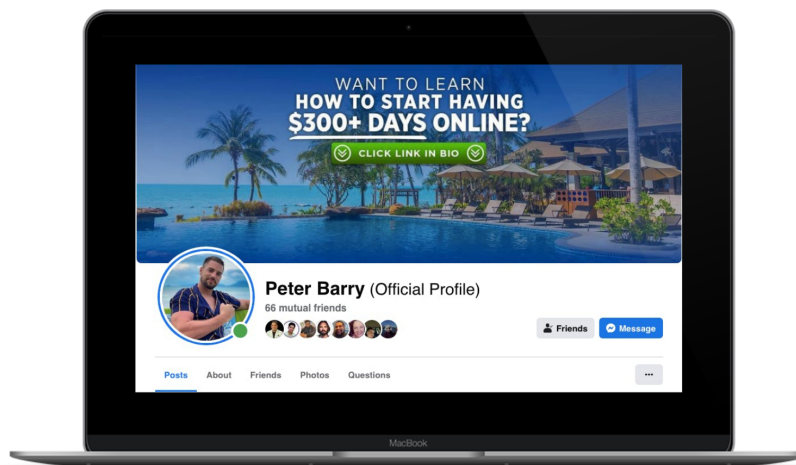 WANT TO LEARN
HOW TO START HAVING
$300+ DAYS ONLINE?
CLICK LINK IN BIO
Peter Barry (Official Profile)
66 mutual friends
Friends
Message
Posts
About
Friends
Photos
Questions
MacBook